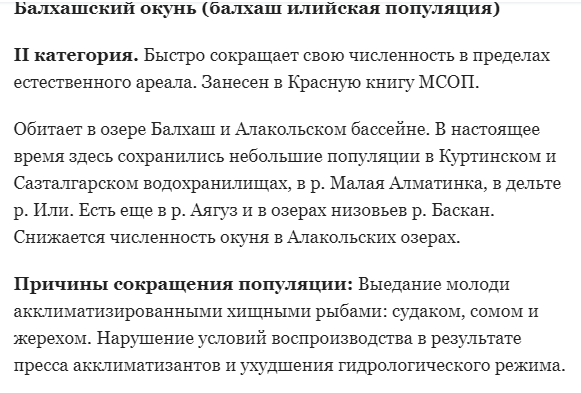 Балхашский окунь (балхаш илийская популяция)
II категория. Быстро сокращает свою численность в пределах
естественного ареала. Занесен в Красную книгу МСОП.
Обитает в озере Балхаш и Алакольском бассейне. В настоящее
время здесь сохранились небольшие популяции в Куртинском и
Сазталгарском водохранилищах, в р. Малая Алматинка, в дельте
р. Или. Есть еще в р. Аягуз и в озерах низовьев р. Баскан.
Снижается численность окуня в Алакольских озерах.
Причины сокращения популяции: Выедание молоди
акклиматизированными хищными рыбами: судаком, сомом и
жерехом. Нарушение условий воспроизводства в результате
пресса акклиматизантов и ухудшения гидрологического режима.